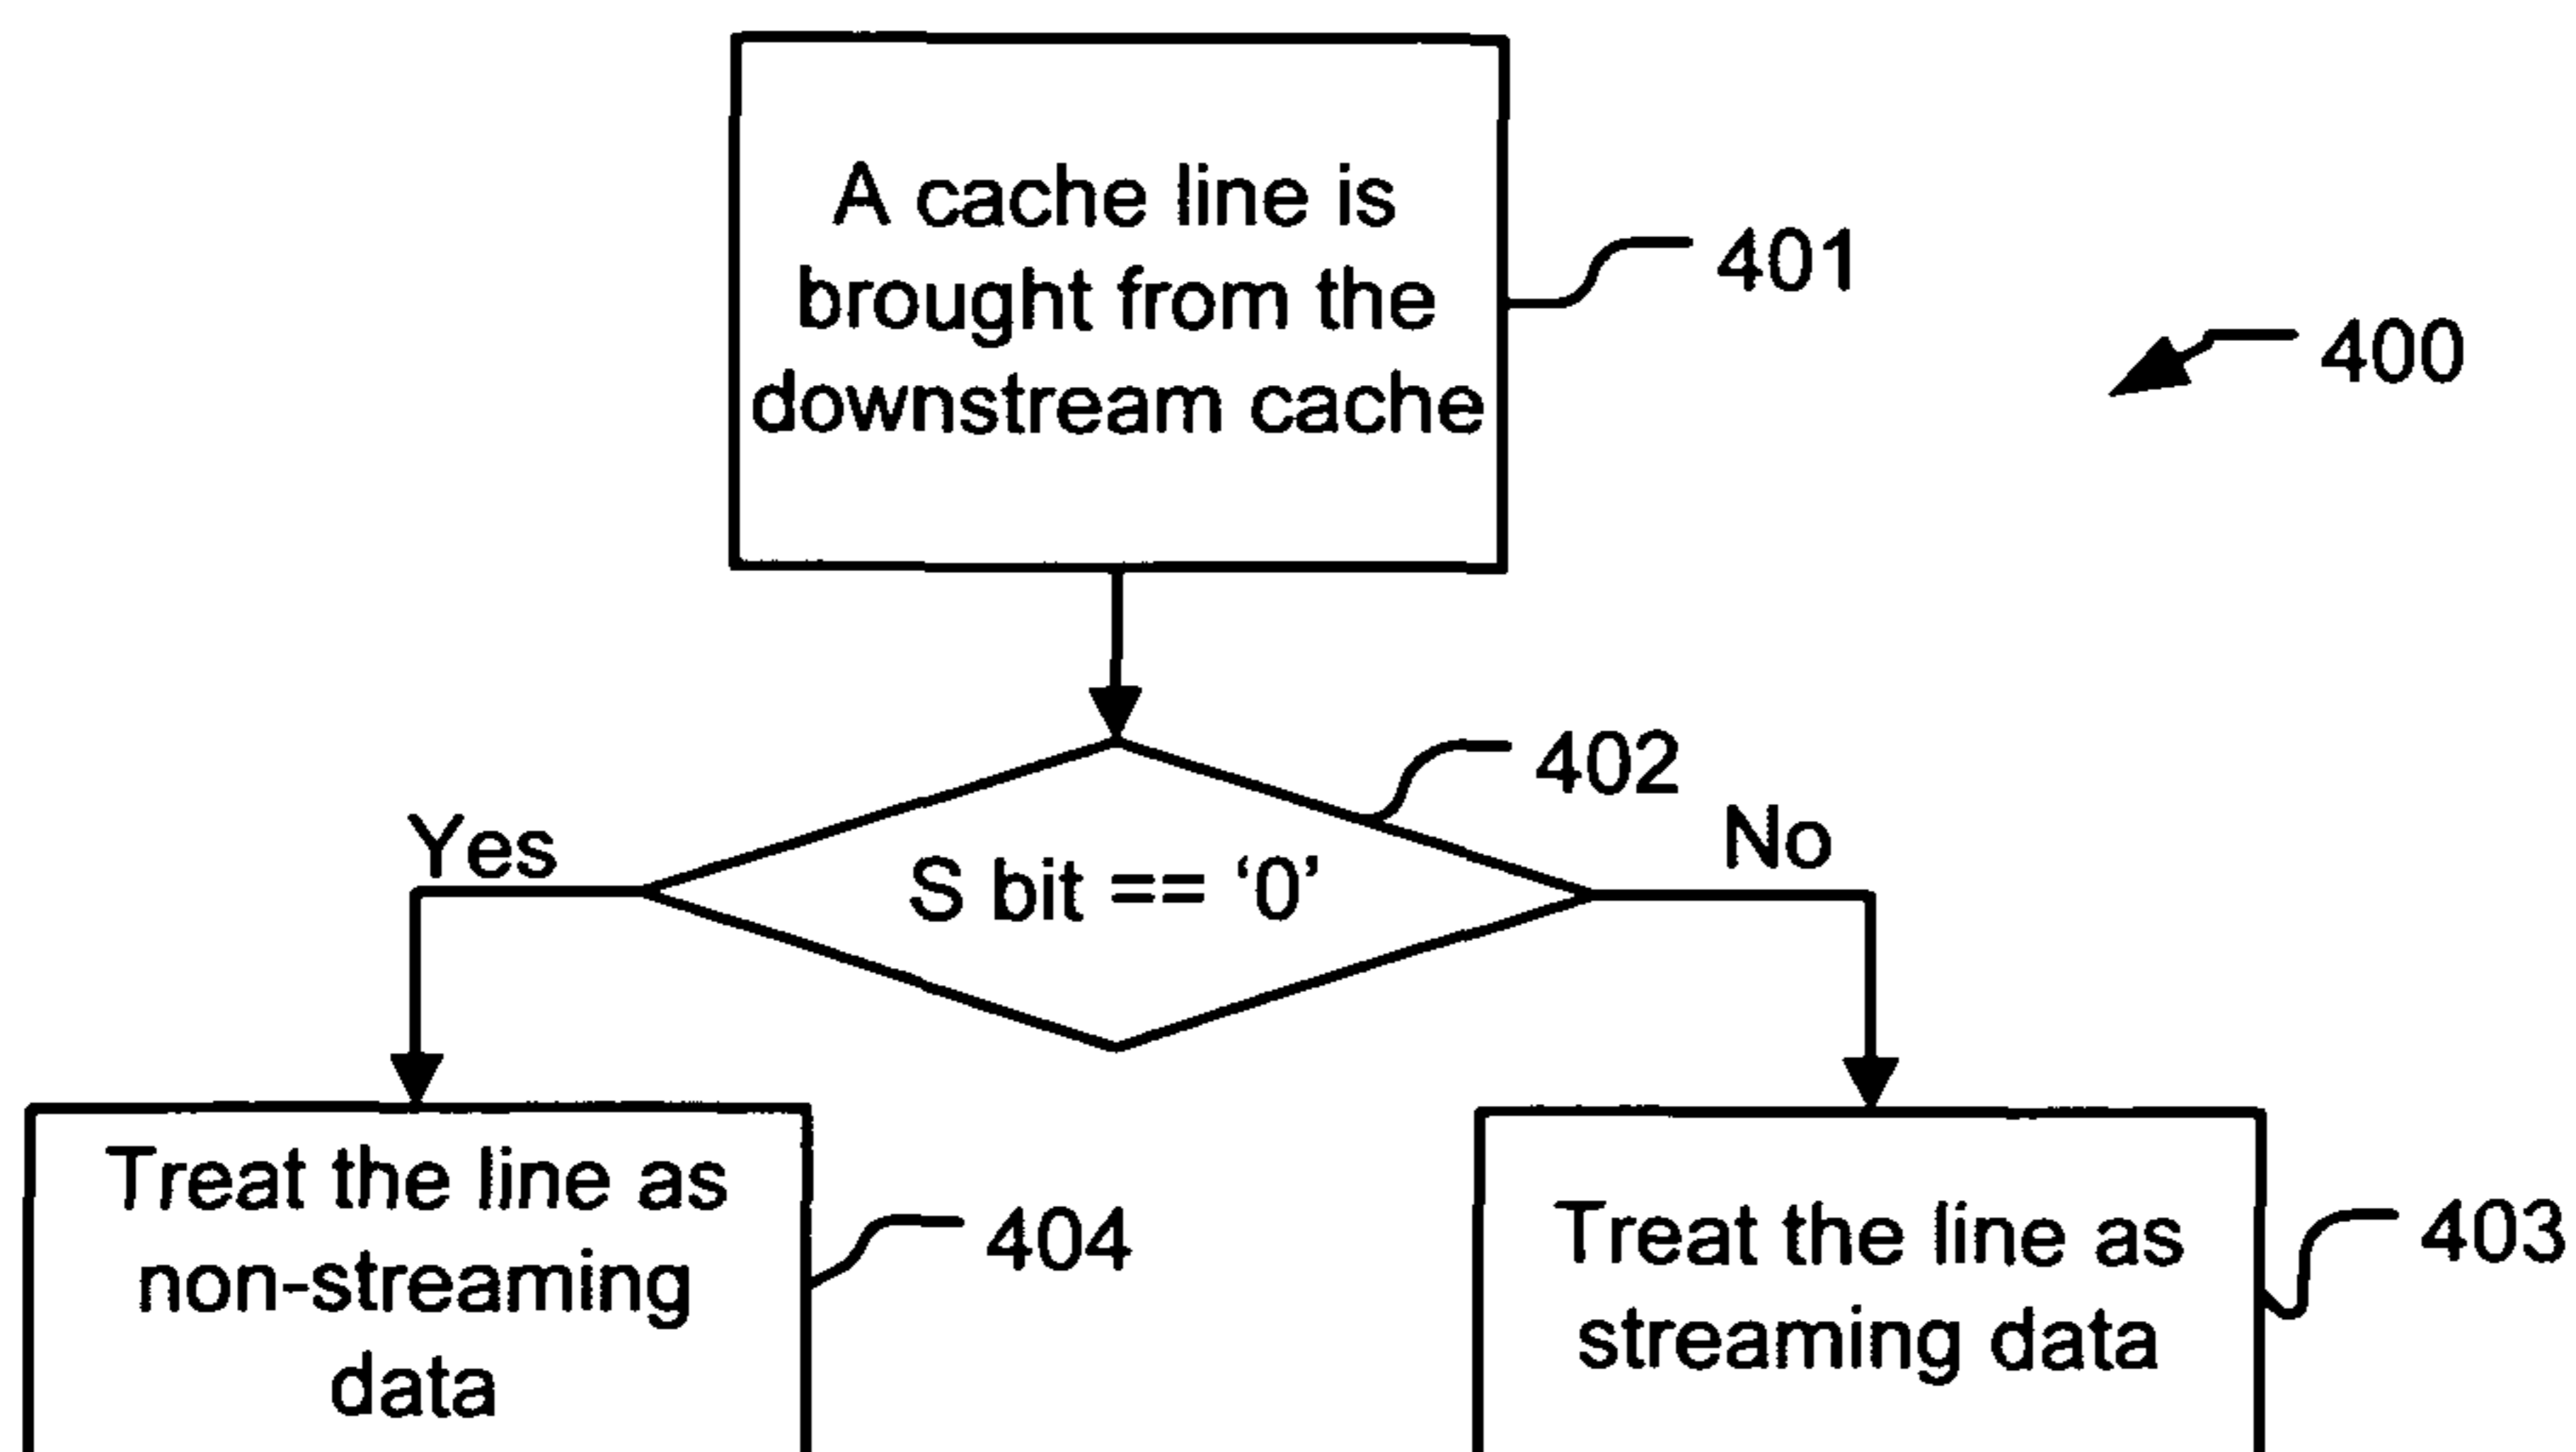 A cache line is
brought from the
downstream cache
401
400
402
Yes
No
S bit == ‘0’
Treat the line as
non-streaming
data
404
Treat the line as
streaming data
403